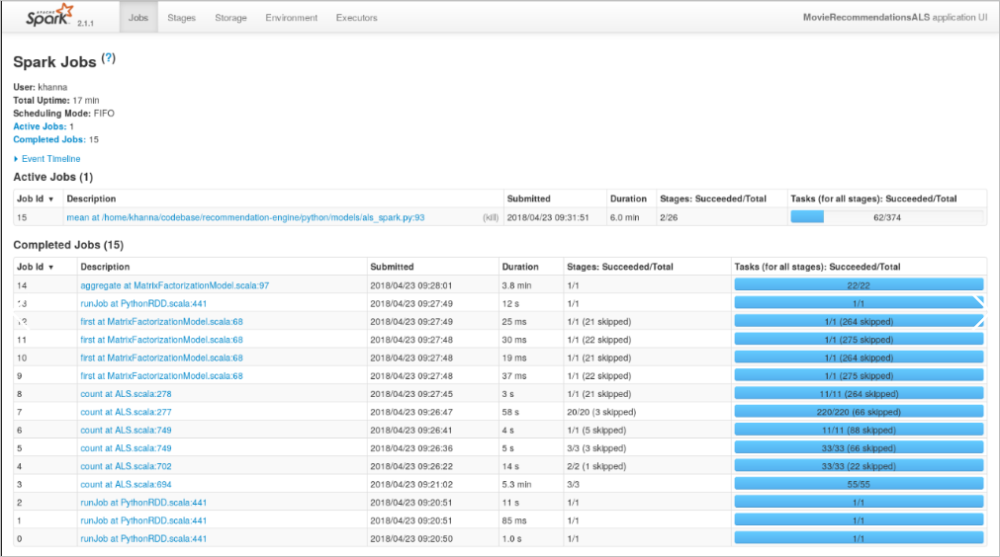 APACHE Spark 2.1.1 Jobs Stages Storage Environment Executors MovieRecommendationsALS application UI
Spark Jobs (?)
User: khanna
Total Uptime: 17 min
Scheduling Mode: FIFO
Active Jobs: 1
Completed Jobs: 15
Event Timeline
Active Jobs (1)
Job Id ▾ Description Submitted Duration Stages: Succeeded/Total Tasks (for all stages): Succeeded/Total
15 mean at /home/khanna/codebase/recommendation-engine/python/models/als_spark.py:93 (kill) 2018/04/23 09:31:51 6.0 min 2/26 62/374
Completed Jobs (15)
Job Id ▾ Description Submitted Duration Stages: Succeeded/Total Tasks (for all stages): Succeeded/Total
14 aggregate at MatrixFactorizationModel.scala:97 2018/04/23 09:28:01 3.8 min 1/1 22/22
13 runJob at PythonRDD.scala:441 2018/04/23 09:27:49 12 s 1/1 1/1
12 first at MatrixFactorizationModel.scala:68 2018/04/23 09:27:49 25 ms 1/1 (21 skipped) 1/1 (264 skipped)
11 first at MatrixFactorizationModel.scala:68 2018/04/23 09:27:48 30 ms 1/1 (22 skipped) 1/1 (275 skipped)
10 first at MatrixFactorizationModel.scala:68 2018/04/23 09:27:48 19 ms 1/1 (21 skipped) 1/1 (264 skipped)
9 first at MatrixFactorizationModel.scala:68 2018/04/23 09:27:48 37 ms 1/1 (22 skipped) 1/1 (275 skipped)
8 count at ALS.scala:278 2018/04/23 09:27:45 3 s 1/1 (21 skipped) 11/11 (264 skipped)
7 count at ALS.scala:277 2018/04/23 09:26:47 58 s 20/20 (3 skipped) 220/220 (66 skipped)
6 count at ALS.scala:749 2018/04/23 09:26:41 4 s 1/1 (5 skipped) 11/11 (88 skipped)
5 count at ALS.scala:749 2018/04/23 09:26:36 5 s 3/3 (3 skipped) 33/33 (66 skipped)
4 count at ALS.scala:702 2018/04/23 09:26:22 14 s 2/2 (1 skipped) 33/33 (22 skipped)
3 count at ALS.scala:694 2018/04/23 09:21:02 5.3 min 3/3 55/55
2 runJob at PythonRDD.scala:441 2018/04/23 09:20:51 11 s 1/1 1/1
1 runJob at PythonRDD.scala:441 2018/04/23 09:20:51 85 ms 1/1 1/1
0 runJob at PythonRDD.scala:441 2018/04/23 09:20:50 1.0 s 1/1 1/1